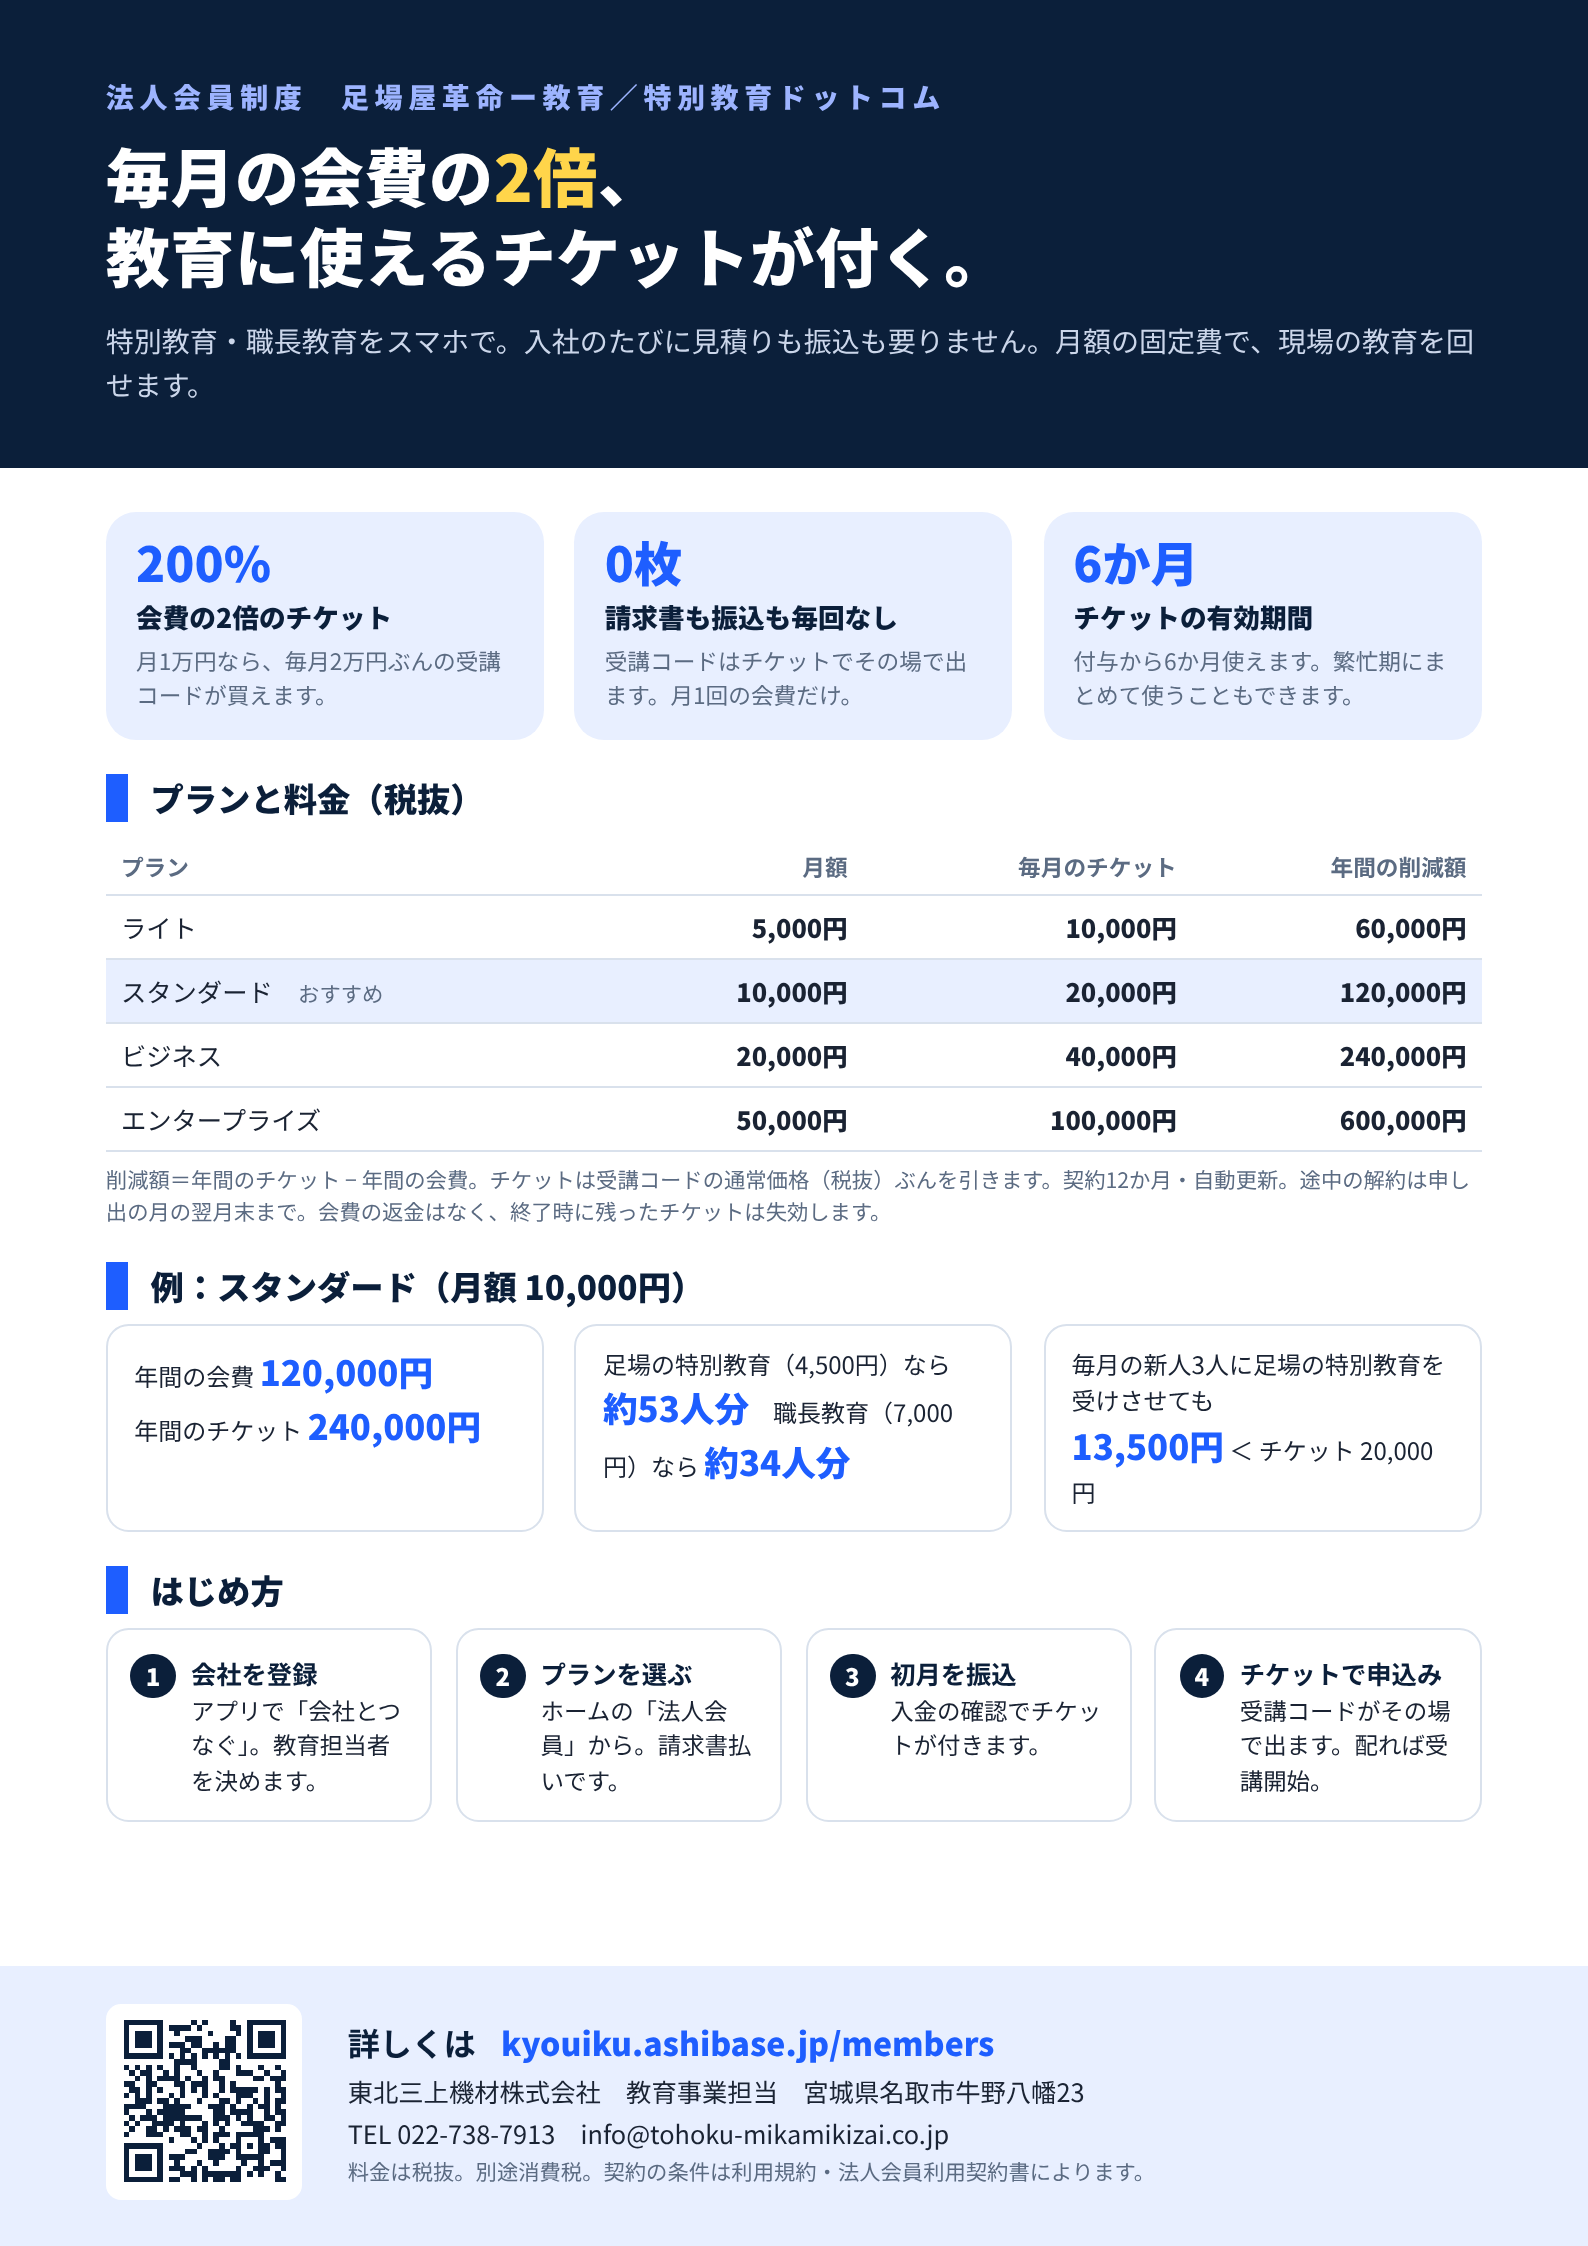 法人会員制度　足場屋革命ー教育／特別教育ドットコム
毎月の会費の2倍、
教育に使えるチケットが付く。
特別教育・職長教育をスマホで。入社のたびに見積りも振込も要りません。月額の固定費で、現場の教育を回
せます。
200%
会費の2倍のチケット
月1万円なら、毎月2万円ぶんの受講
コードが買えます。
0枚
請求書も振込も毎回なし
受講コードはチケットでその場で出
ます。月1回の会費だけ。
6か月
チケットの有効期間
付与から6か月使えます。繁忙期にま
とめて使うこともできます。
プランと料金（税抜）
プラン 月額 毎月のチケット 年間の削減額
ライト 5,000円 10,000円 60,000円
スタンダード　おすすめ 10,000円 20,000円 120,000円
ビジネス 20,000円 40,000円 240,000円
エンタープライズ 50,000円 100,000円 600,000円
削減額＝年間のチケット − 年間の会費。チケットは受講コードの通常価格（税抜）ぶんを引きます。契約12か月・自動更新。途中の解約は申し
出の月の翌月末まで。会費の返金はなく、終了時に残ったチケットは失効します。
例：スタンダード（月額 10,000円）
年間の会費 120,000円
年間のチケット 240,000円
足場の特別教育（4,500円）なら
約53人分　職長教育（7,000
円）なら 約34人分
毎月の新人3人に足場の特別教育を
受けさせても
13,500円 ＜ チケット 20,000
円
はじめ方
1 会社を登録
アプリで「会社とつ
なぐ」。教育担当者
を決めます。
2 プランを選ぶ
ホームの「法人会
員」から。請求書払
いです。
3 初月を振込
入金の確認でチケッ
トが付きます。
4 チケットで申込み
受講コードがその場
で出ます。配れば受
講開始。
詳しくは kyouiku.ashibase.jp/members
東北三上機材株式会社　教育事業担当　宮城県名取市牛野八幡23
TEL 022-738-7913　info@tohoku-mikamikizai.co.jp
料金は税抜。別途消費税。契約の条件は利用規約・法人会員利用契約書によります。